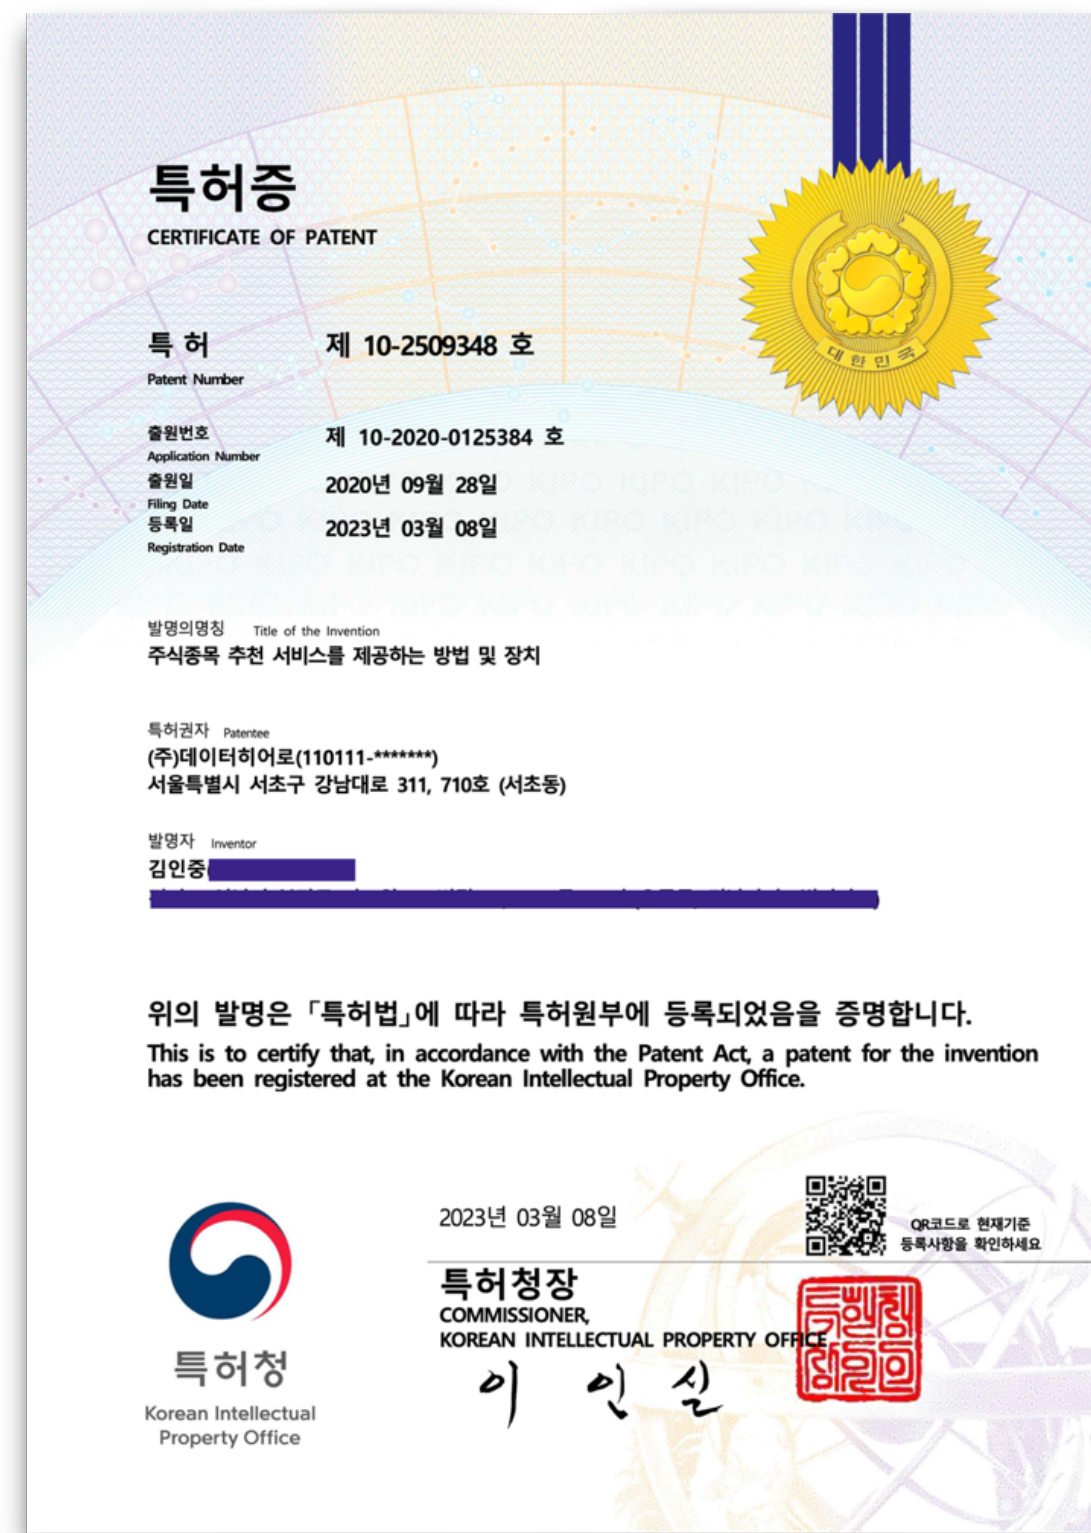 특허증
CERTIFICATE OF PATENT
대한민국
특 허 제 10-2509348 호
Patent Number
출원번호 제 10-2020-0125384 호
Application Number
출원일 2020년 09월 28일
Filing Date
등록일 2023년 03월 08일
Registration Date
발명의명칭 Title of the Invention
주식종목 추천 서비스를 제공하는 방법 및 장치
특허권자 Patentee
(주)데이터히어로(110111-*******)
서울특별시 서초구 강남대로 311, 710호 (서초동)
발명자 Inventor
김인중(
위의 발명은 「특허법」에 따라 특허원부에 등록되었음을 증명합니다.
This is to certify that, in accordance with the Patent Act, a patent for the invention
has been registered at the Korean Intellectual Property Office.
2023년 03월 08일
QR코드로 현재기준
등록사항을 확인하세요
특허청장
COMMISSIONER,
KOREAN INTELLECTUAL PROPERTY OFFICE
이 인 실
특허청
Korean Intellectual
Property Office